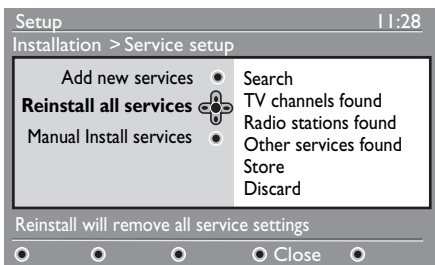 Setup 11:28
Installation > Service setup
Add new services
Reinstall all services
Manual Install services
Search
TV channels found
Radio stations found
Other services found
Store
Discard
Reinstall will remove all service settings
Close